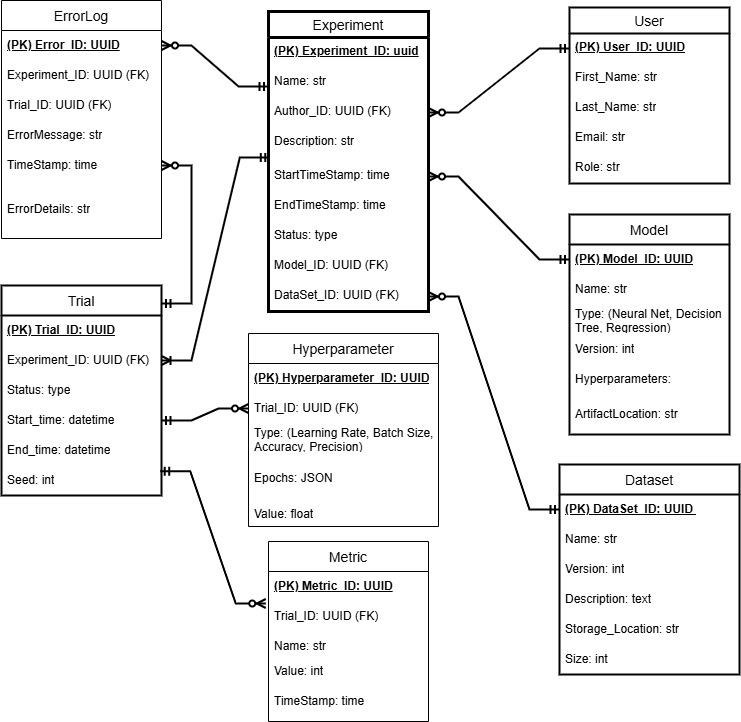 ErrorLog
(PK) Error_ID: UUID
Experiment_ID: UUID (FK)
Trial_ID: UUID (FK)
ErrorMessage: str
TimeStamp: time
ErrorDetails: str
Experiment
(PK) Experiment_ID: uuid
Name: str
Author_ID: UUID (FK)
Description: str
StartTimeStamp: time
EndTimeStamp: time
Status: type
Model_ID: UUID (FK)
DataSet_ID: UUID (FK)
User
(PK) User_ID: UUID
First_Name: str
Last_Name: str
Email: str
Role: str
Model
(PK) Model_ID: UUID
Name: str
Type: (Neural Net, Decision
Tree, Regression)
Version: int
Hyperparameters:
ArtifactLocation: str
Trial
(PK) Trial_ID: UUID
Experiment_ID: UUID (FK)
Status: type
Start_time: datetime
End_time: datetime
Seed: int
Hyperparameter
(PK) Hyperparameter_ID: UUID
Trial_ID: UUID (FK)
Type: (Learning Rate, Batch Size,
Accuracy, Precision)
Epochs: JSON
Value: float
Dataset
(PK) DataSet_ID: UUID
Name: str
Version: int
Description: text
Storage_Location: str
Size: int
Metric
(PK) Metric_ID: UUID
Trial_ID: UUID (FK)
Name: str
Value: int
TimeStamp: time